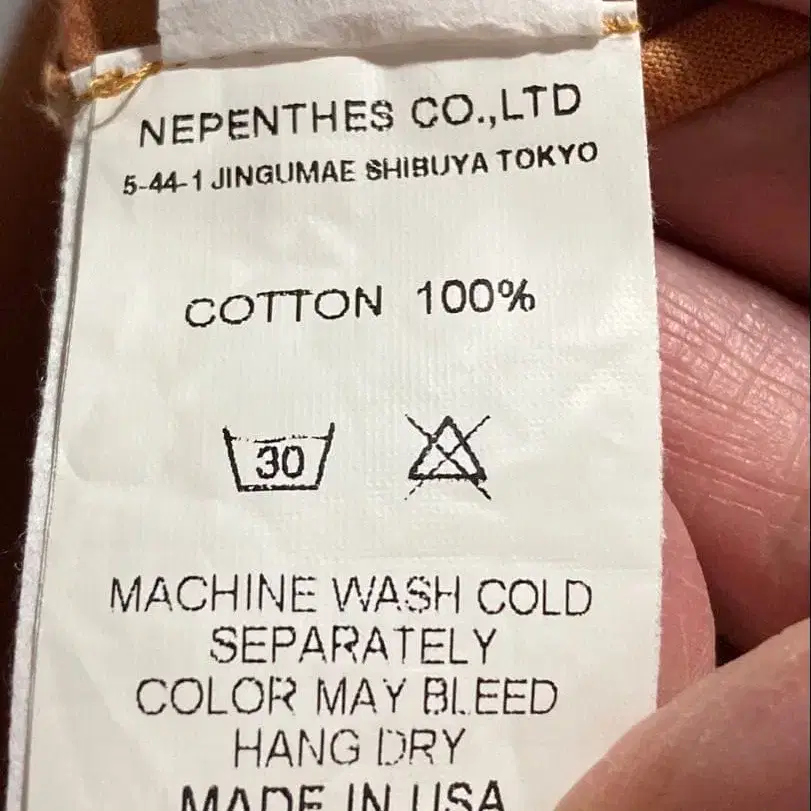 NEPENTHES CO.,LTD
5-44-1 JINGUMAE SHIBUYA TOKYO
COTTON 100%
30
MACHINE WASH COLD
SEPARATELY
COLOR MAY BLEED
HANG DRY
MADE IN USA